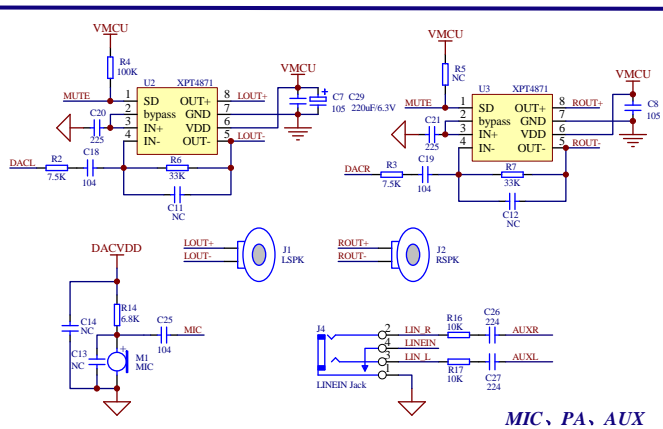 VMCU
R4
100K
U2 XPT4871
MUTE
1 SD OUT+ 8 LOUT+
2 bypass GND 7
3 IN+ VDD 6
4 IN- OUT- 5 LOUT-
C20
225
VMCU
C7 C29
105 220uF/6.3V
+
DACL
R2
7.5K
C18
104
R6
33K
C11
NC
VMCU
R5
NC
U3 XPT4871
MUTE
1 SD OUT+ 8 ROUT+
2 bypass GND 7
3 IN+ VDD 6
4 IN- OUT- 5 ROUT-
C21
225
VMCU
C8
105
DACR
R3
7.5K
C19
104
R7
33K
C12
NC
LOUT+
LOUT-
J1
LSPK
ROUT+
ROUT-
J2
RSPK
DACVDD
R14
6.8K
C14
NC
C25
104
MIC
C13
NC
+
M1
MIC
J4
2 LIN_R
4 LINEIN
3 LIN_L
1
LINEIN Jack
R16
10K
C26
224
AUXR
R17
10K
C27
224
AUXL
MIC、PA、AUX